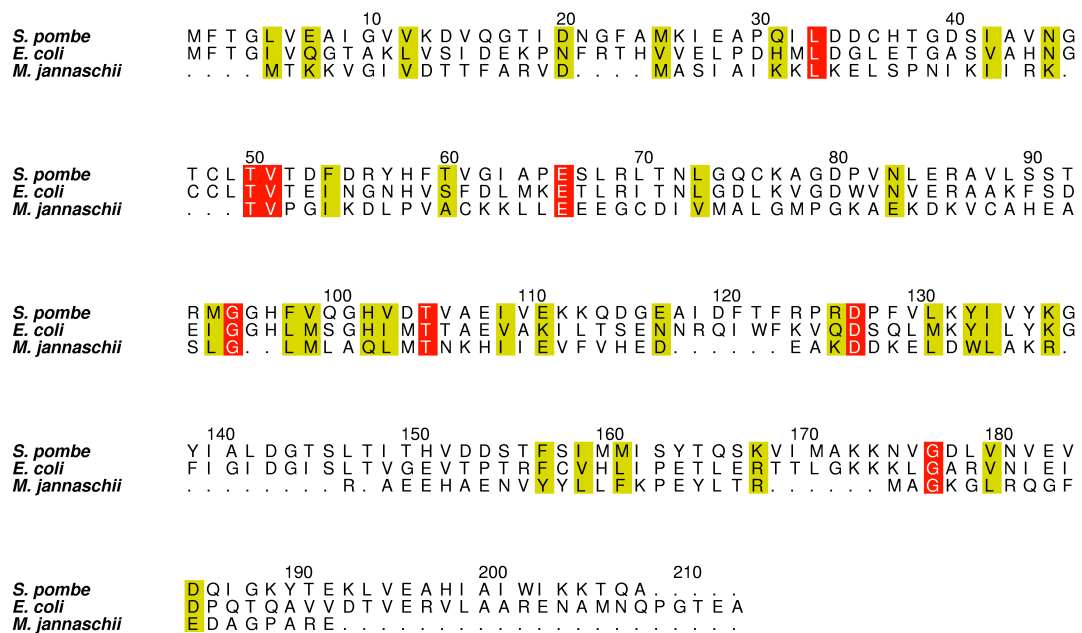 10 20 30 40
S. pombe M F T G L V E A I G V V K D V Q G T I D N G F A M K I E A P Q I L D D C H T G D S I A V N G
E. coli M F T G I V Q G T A K L V S I D E K P N F R T H V V E L P D H M L D G L E T G A S V A H N G
M. jannaschii . . . . M T K K V G I V D T T F A R V D . . . . M A S I A I K K L K E L S P N I K I I R K .
50 60 70 80 90
S. pombe T C L T V T D F D R Y H F T V G I A P E S L R L T N L G Q C K A G D P V N L E R A V L S S T
E. coli C C L T V T E I N G N H V S F D L M K E T L R I T N L G D L K V G D W V N V E R A A K F S D
M. jannaschii . . . T V P G I K D L P V A C K K L L E E E G C D I V M A L G M P G K A E K D K V C A H E A
100 110 120 130
S. pombe R M G G H F V Q G H V D T V A E I V E K K Q D G E A I D F T F R P R D P F V L K Y I V Y K G
E. coli E I G G H L M S G H I M T T A E V A K I L T S E N N R Q I W F K V Q D S Q L M K Y I L Y K G
M. jannaschii S L G . . L M L A Q L M T N K H I I E V F V H E D . . . . . . E A K D D K E L D W L A K R .
140 150 160 170 180
S. pombe Y I A L D G T S L T I T H V D D S T F S I M M I S Y T Q S K V I M A K K N V G D L V N V E V
E. coli F I G I D G I S L T V G E V T P T R F C V H L I P E T L E R T T L G K K K L G A R V N I E I
M. jannaschii . . . . . . . . R . A E E H A E N V Y Y L L F K P E Y L T R . . . . . . M A G K G L R Q G F
190 200 210
S. pombe D Q I G K Y T E K L V E A H I A I W I K K T Q A . . . . .
E. coli D P Q T Q A V V D T V E R V L A A R E N A M N Q P G T E A
M. jannaschii E D A G P A R E . . . . . . . . . . . . . . . . . . . . .